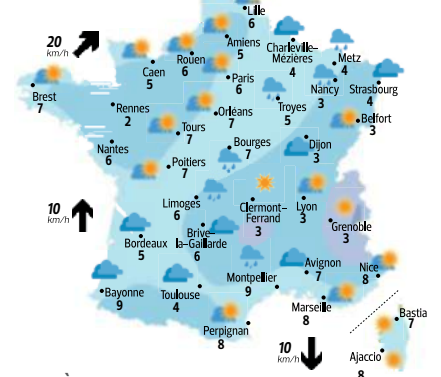 Lille
6
20
km/h
Amiens
5
Charleville-
Mézières
4
Rouen
6
Caen
5
Metz
4
Paris
6
Nancy
3
Strasbourg
4
Brest
7
Rennes
2
Orléans
7
Troyes
5
Belfort
3
Tours
7
Nantes
6
Bourges
7
Dijon
3
Poitiers
7
10
km/h
Limoges
6
Clermont-
Ferrand
3
Lyon
3
Grenoble
3
Brive-
la-Gaillarde
6
Bordeaux
5
Avignon
7
Nice
8
Montpellier
9
Toulouse
4
Bayonne
9
Marseille
8
Perpignan
8
Bastia
7
10
km/h
Ajaccio
8